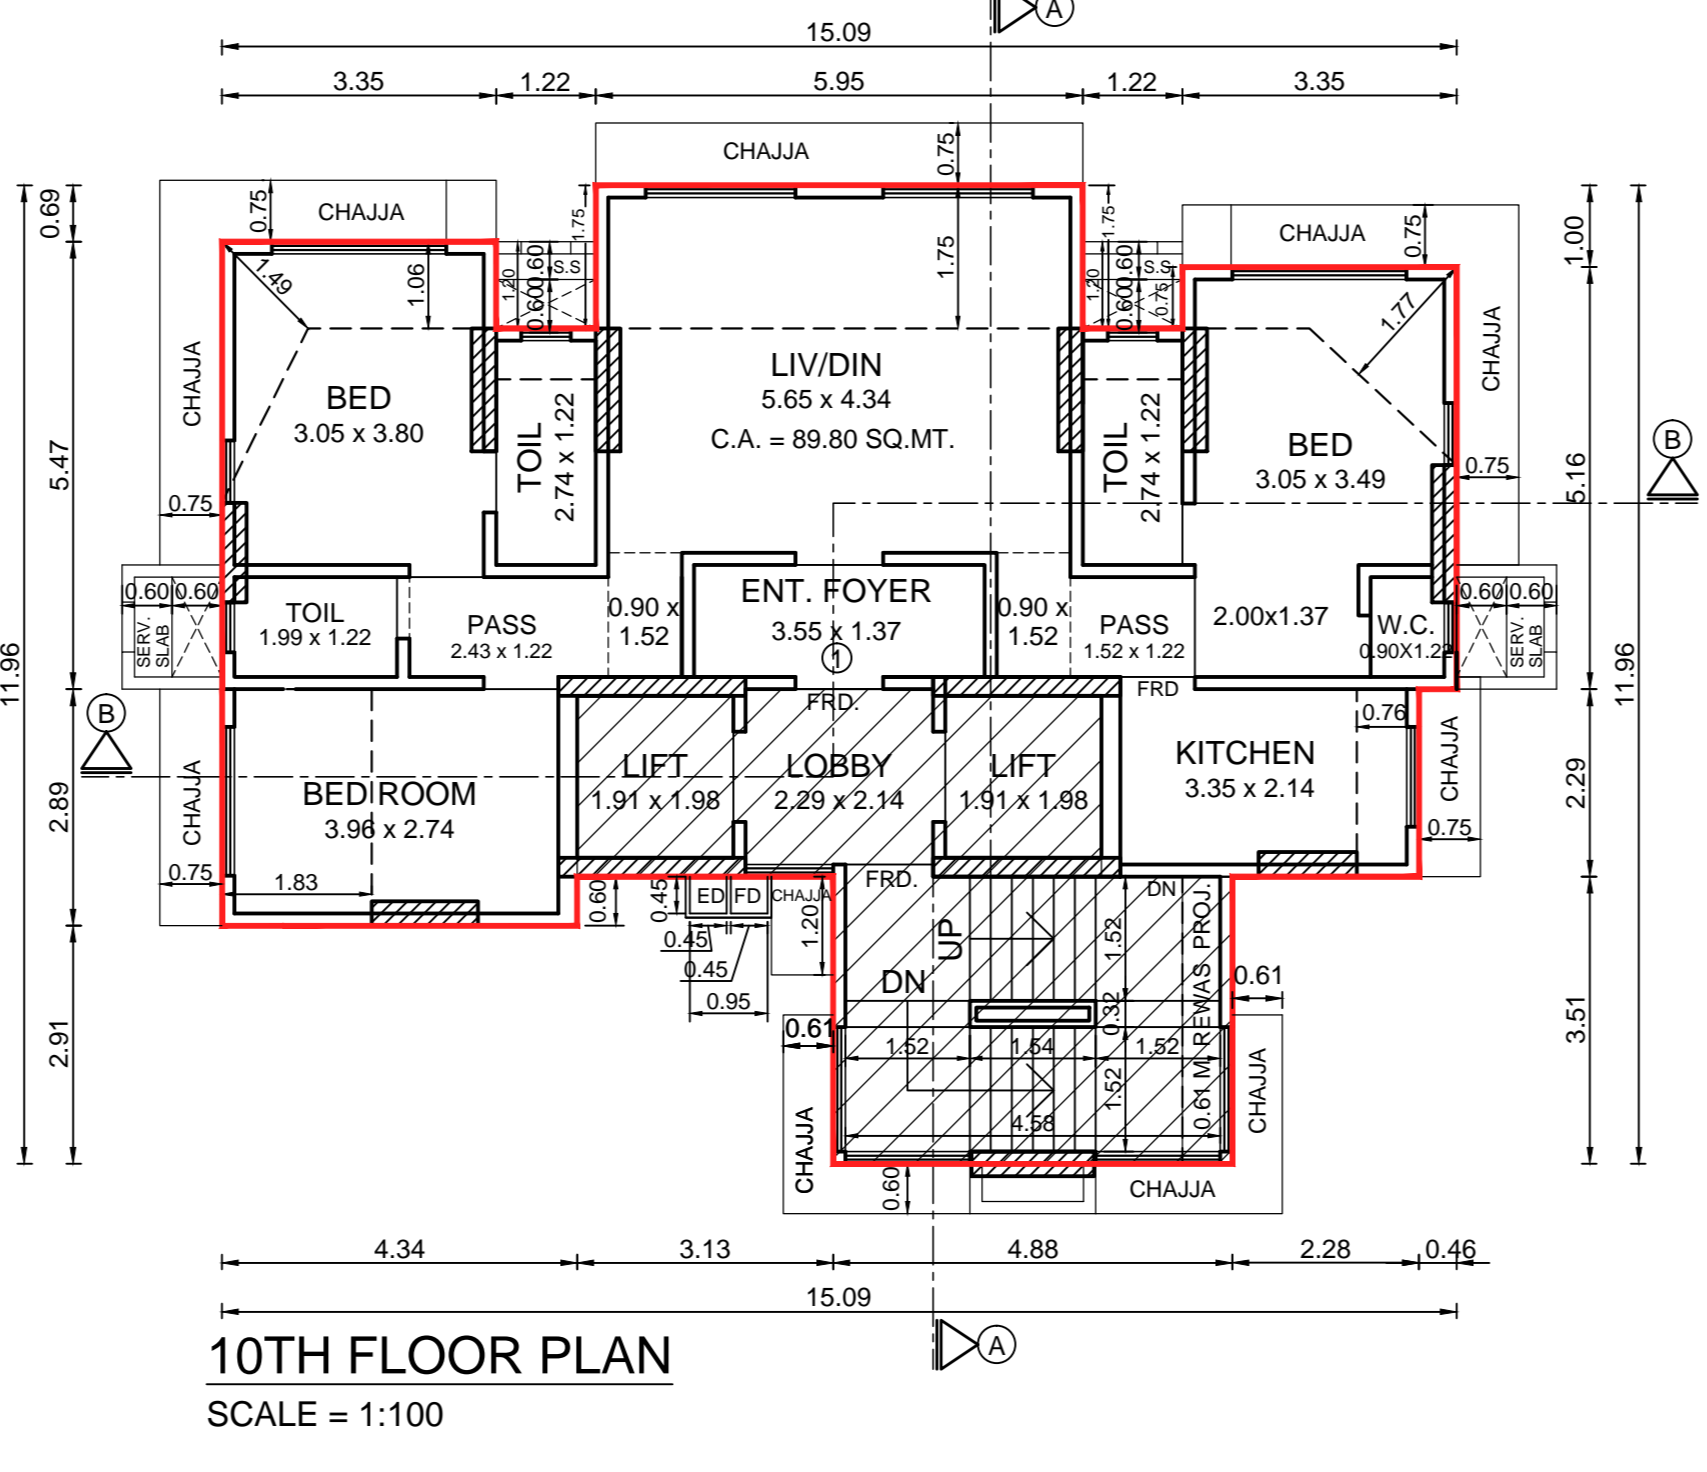 A
15.09
3.35 1.22 5.95 1.22 3.35
CHAJJA 0.75
0.69 0.75 CHAJJA 1.75 1.75 1.75 CHAJJA 0.75 1.00
1.49 1.06 1.20 0.60 0.60 S.S 1.20 0.60 0.60 S.S 0.75 1.77
CHAJJA
CHAJJA
LIV/DIN
5.65 x 4.34
C.A. = 89.80 SQ.MT.
BED
3.05 x 3.80
TOIL
2.74 x 1.22
TOIL
2.74 x 1.22
BED
3.05 x 3.49
B
5.47
0.75
0.75
5.16
0.60 0.60
SERV.
SLAB
TOIL
1.99 x 1.22
PASS
2.43 x 1.22
0.90 x
1.52
ENT. FOYER
3.55 x 1.37
1
0.90 x
1.52
PASS
1.52 x 1.22
2.00x1.37
W.C.
0.90X1.22
0.60 0.60
SERV.
SLAB
11.96
11.96
B
FRD.
FRD
0.76
CHAJJA
BED ROOM
3.96 x 2.74
LIFT
1.91 x 1.98
LOBBY
2.29 x 2.14
LIFT
1.91 x 1.98
KITCHEN
3.35 x 2.14
CHAJJA
2.89
2.29
0.75
0.75
1.83
0.60
0.45
ED
FD
CHAJJA
1.20
FRD.
DN
0.45
0.45
0.95
UP
DN
1.52
0.32
0.61 M. REWAS PROJ.
0.61
0.61
2.91
3.51
1.52 1.54 1.52
1.52
4.58
CHAJJA
CHAJJA
0.60
CHAJJA
4.34 3.13 4.88 2.28 0.46
15.09
A
10TH FLOOR PLAN
SCALE = 1:100